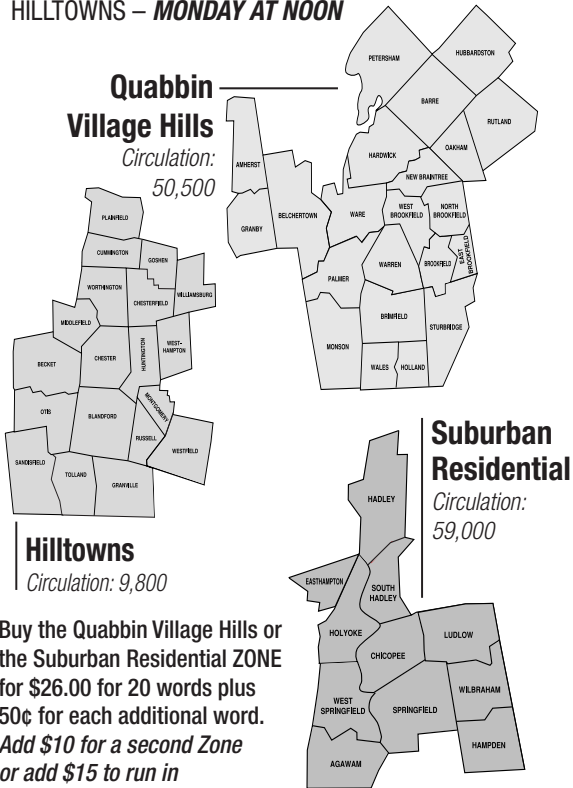 HILLTOWNS – MONDAY AT NOON
Quabbin
Village Hills
Circulation:
50,500
PETERSHAM
HUBBARDSTON
BARRE
RUTLAND
OAKHAM
HARDWICK
NEW BRAINTREE
AMHERST
BELCHERTOWN
GRANBY
WARE
WEST
BROOKFIELD
NORTH
BROOKFIELD
EAST
BROOKFIELD
BROOKFIELD
WARREN
PALMER
BRIMFIELD
STURBRIDGE
MONSON
WALES
HOLLAND
PLAINFIELD
CUMMINGTON
GOSHEN
WORTHINGTON
CHESTERFIELD
WILLIAMSBURG
MIDDLEFIELD
HUNTINGTON
WEST-
HAMPTON
CHESTER
BECKET
MONTGOMERY
OTIS
BLANDFORD
RUSSELL
WESTFIELD
SANDISFIELD
TOLLAND
GRANVILLE
Hilltowns
Circulation: 9,800
Suburban
Residential
Circulation:
59,000
HADLEY
EASTHAMPTON
SOUTH
HADLEY
HOLYOKE
CHICOPEE
LUDLOW
WEST
SPRINGFIELD
SPRINGFIELD
WILBRAHAM
HAMPDEN
AGAWAM
Buy the Quabbin Village Hills or
the Suburban Residential ZONE
for $26.00 for 20 words plus
50¢ for each additional word.
Add $10 for a second Zone
or add $15 to run in